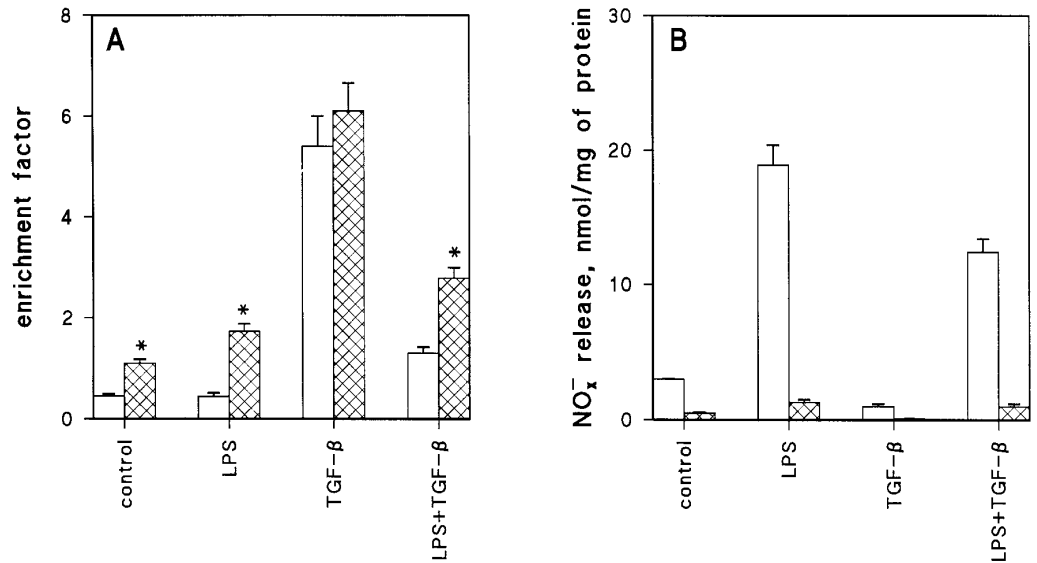 A
enrichment factor
8
6
4
2
0
*
*
*
control
LPS
TGF-β
LPS+TGF-β
B
NOx− release, nmol/mg of protein
30
20
10
0
control
LPS
TGF-β
LPS+TGF-β